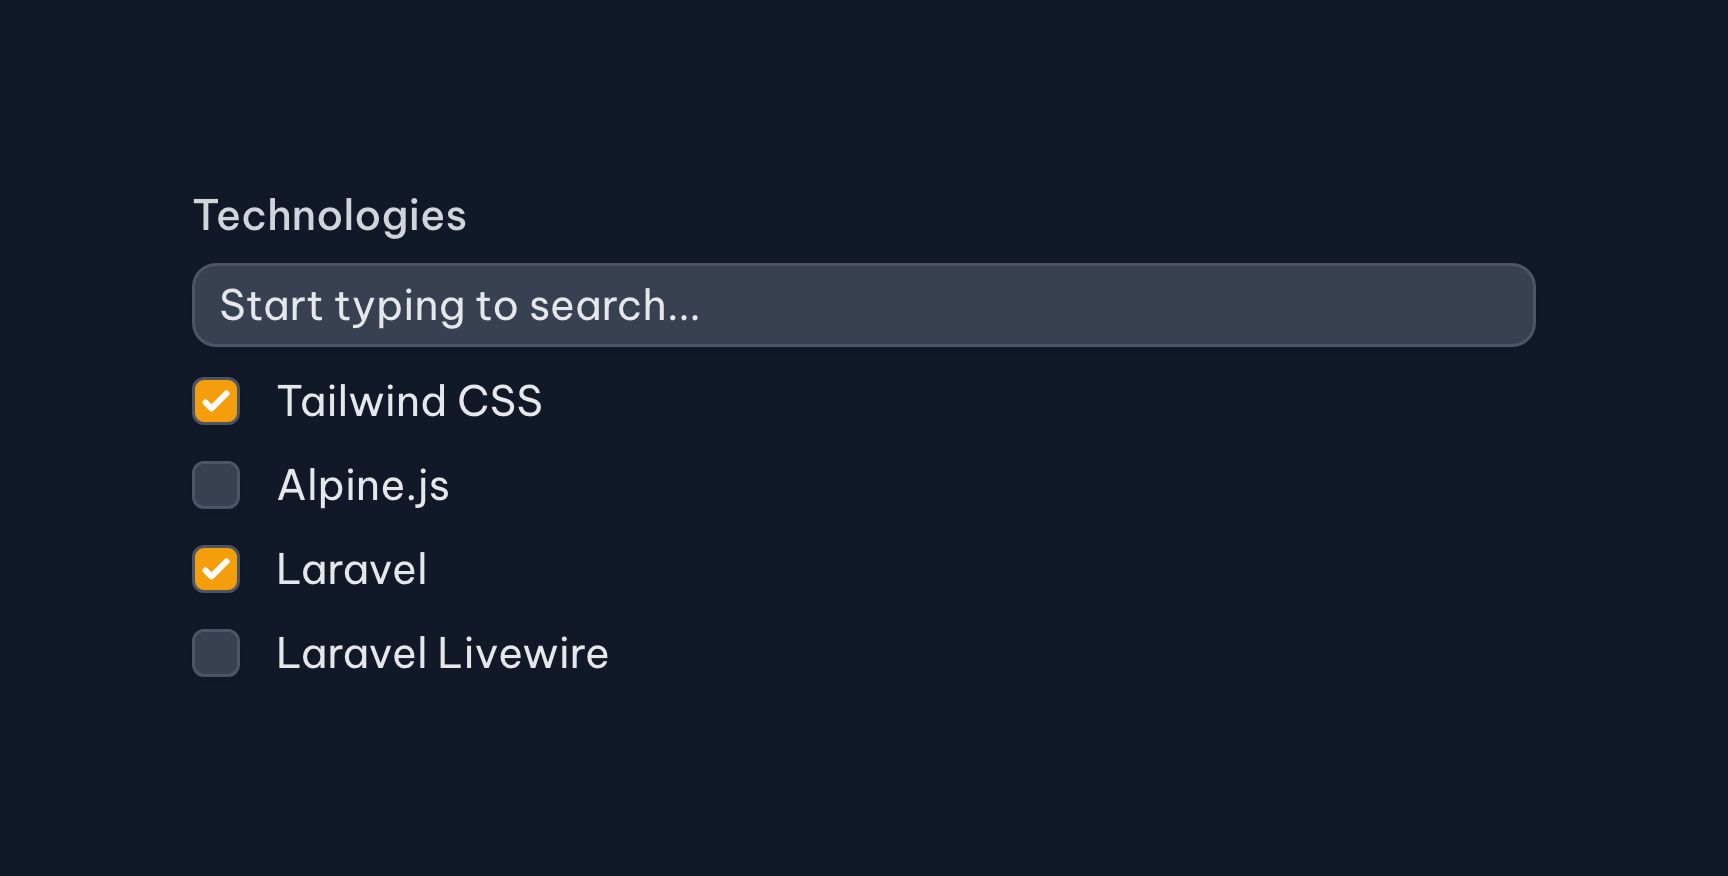 Technologies
Start typing to search...
Tailwind CSS
Alpine.js
Laravel
Laravel Livewire